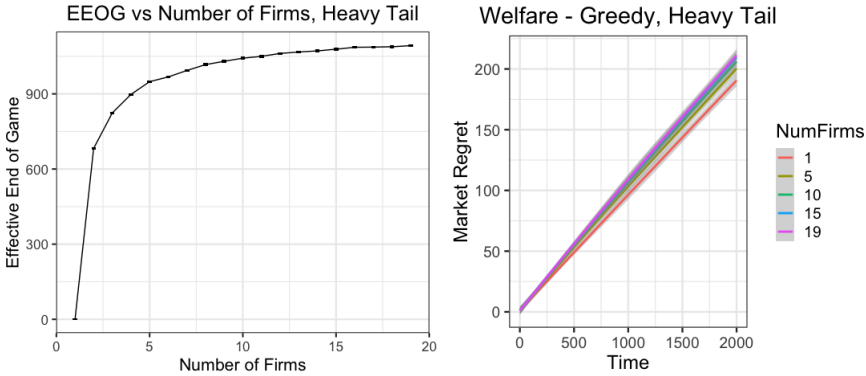 EEOG vs Number of Firms, Heavy Tail
Effective End of Game
900
600
300
0
0 5 10 15 20
Number of Firms
Welfare - Greedy, Heavy Tail
Market Regret
200
150
100
50
0
0 500 1000 1500 2000
Time
NumFirms
1
5
10
15
19